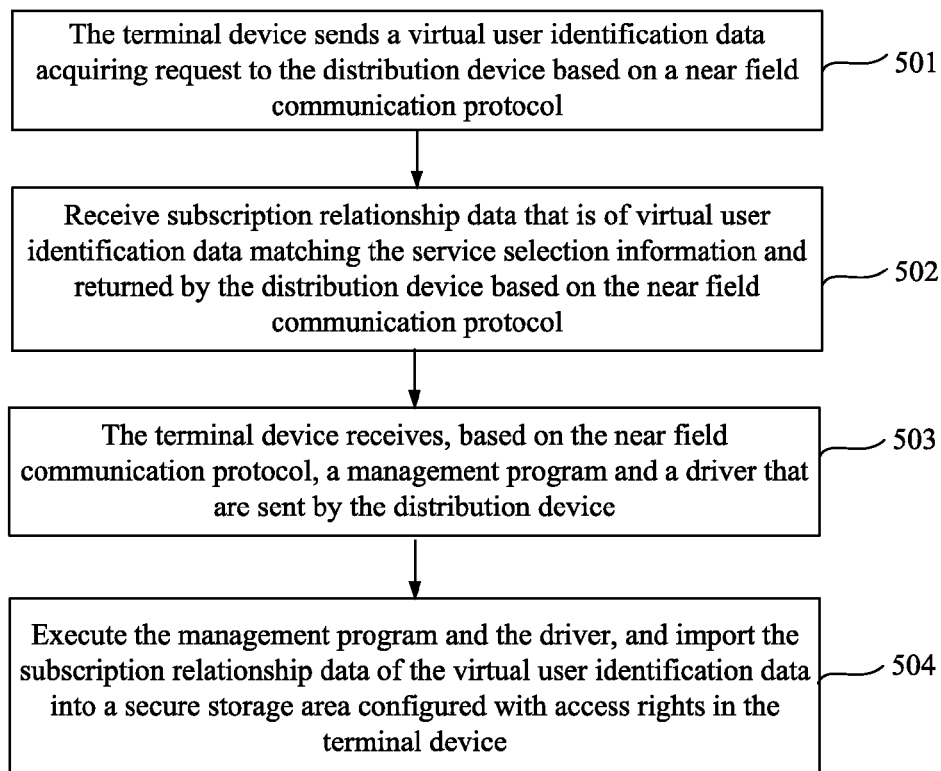 The terminal device sends a virtual user identification data
acquiring request to the distribution device based on a near field
communication protocol
501
Receive subscription relationship data that is of virtual user
identification data matching the service selection information and
returned by the distribution device based on the near field
communication protocol
502
The terminal device receives, based on the near field
communication protocol, a management program and a driver that
are sent by the distribution device
503
Execute the management program and the driver, and import the
subscription relationship data of the virtual user identification data
into a secure storage area configured with access rights in the
terminal device
504